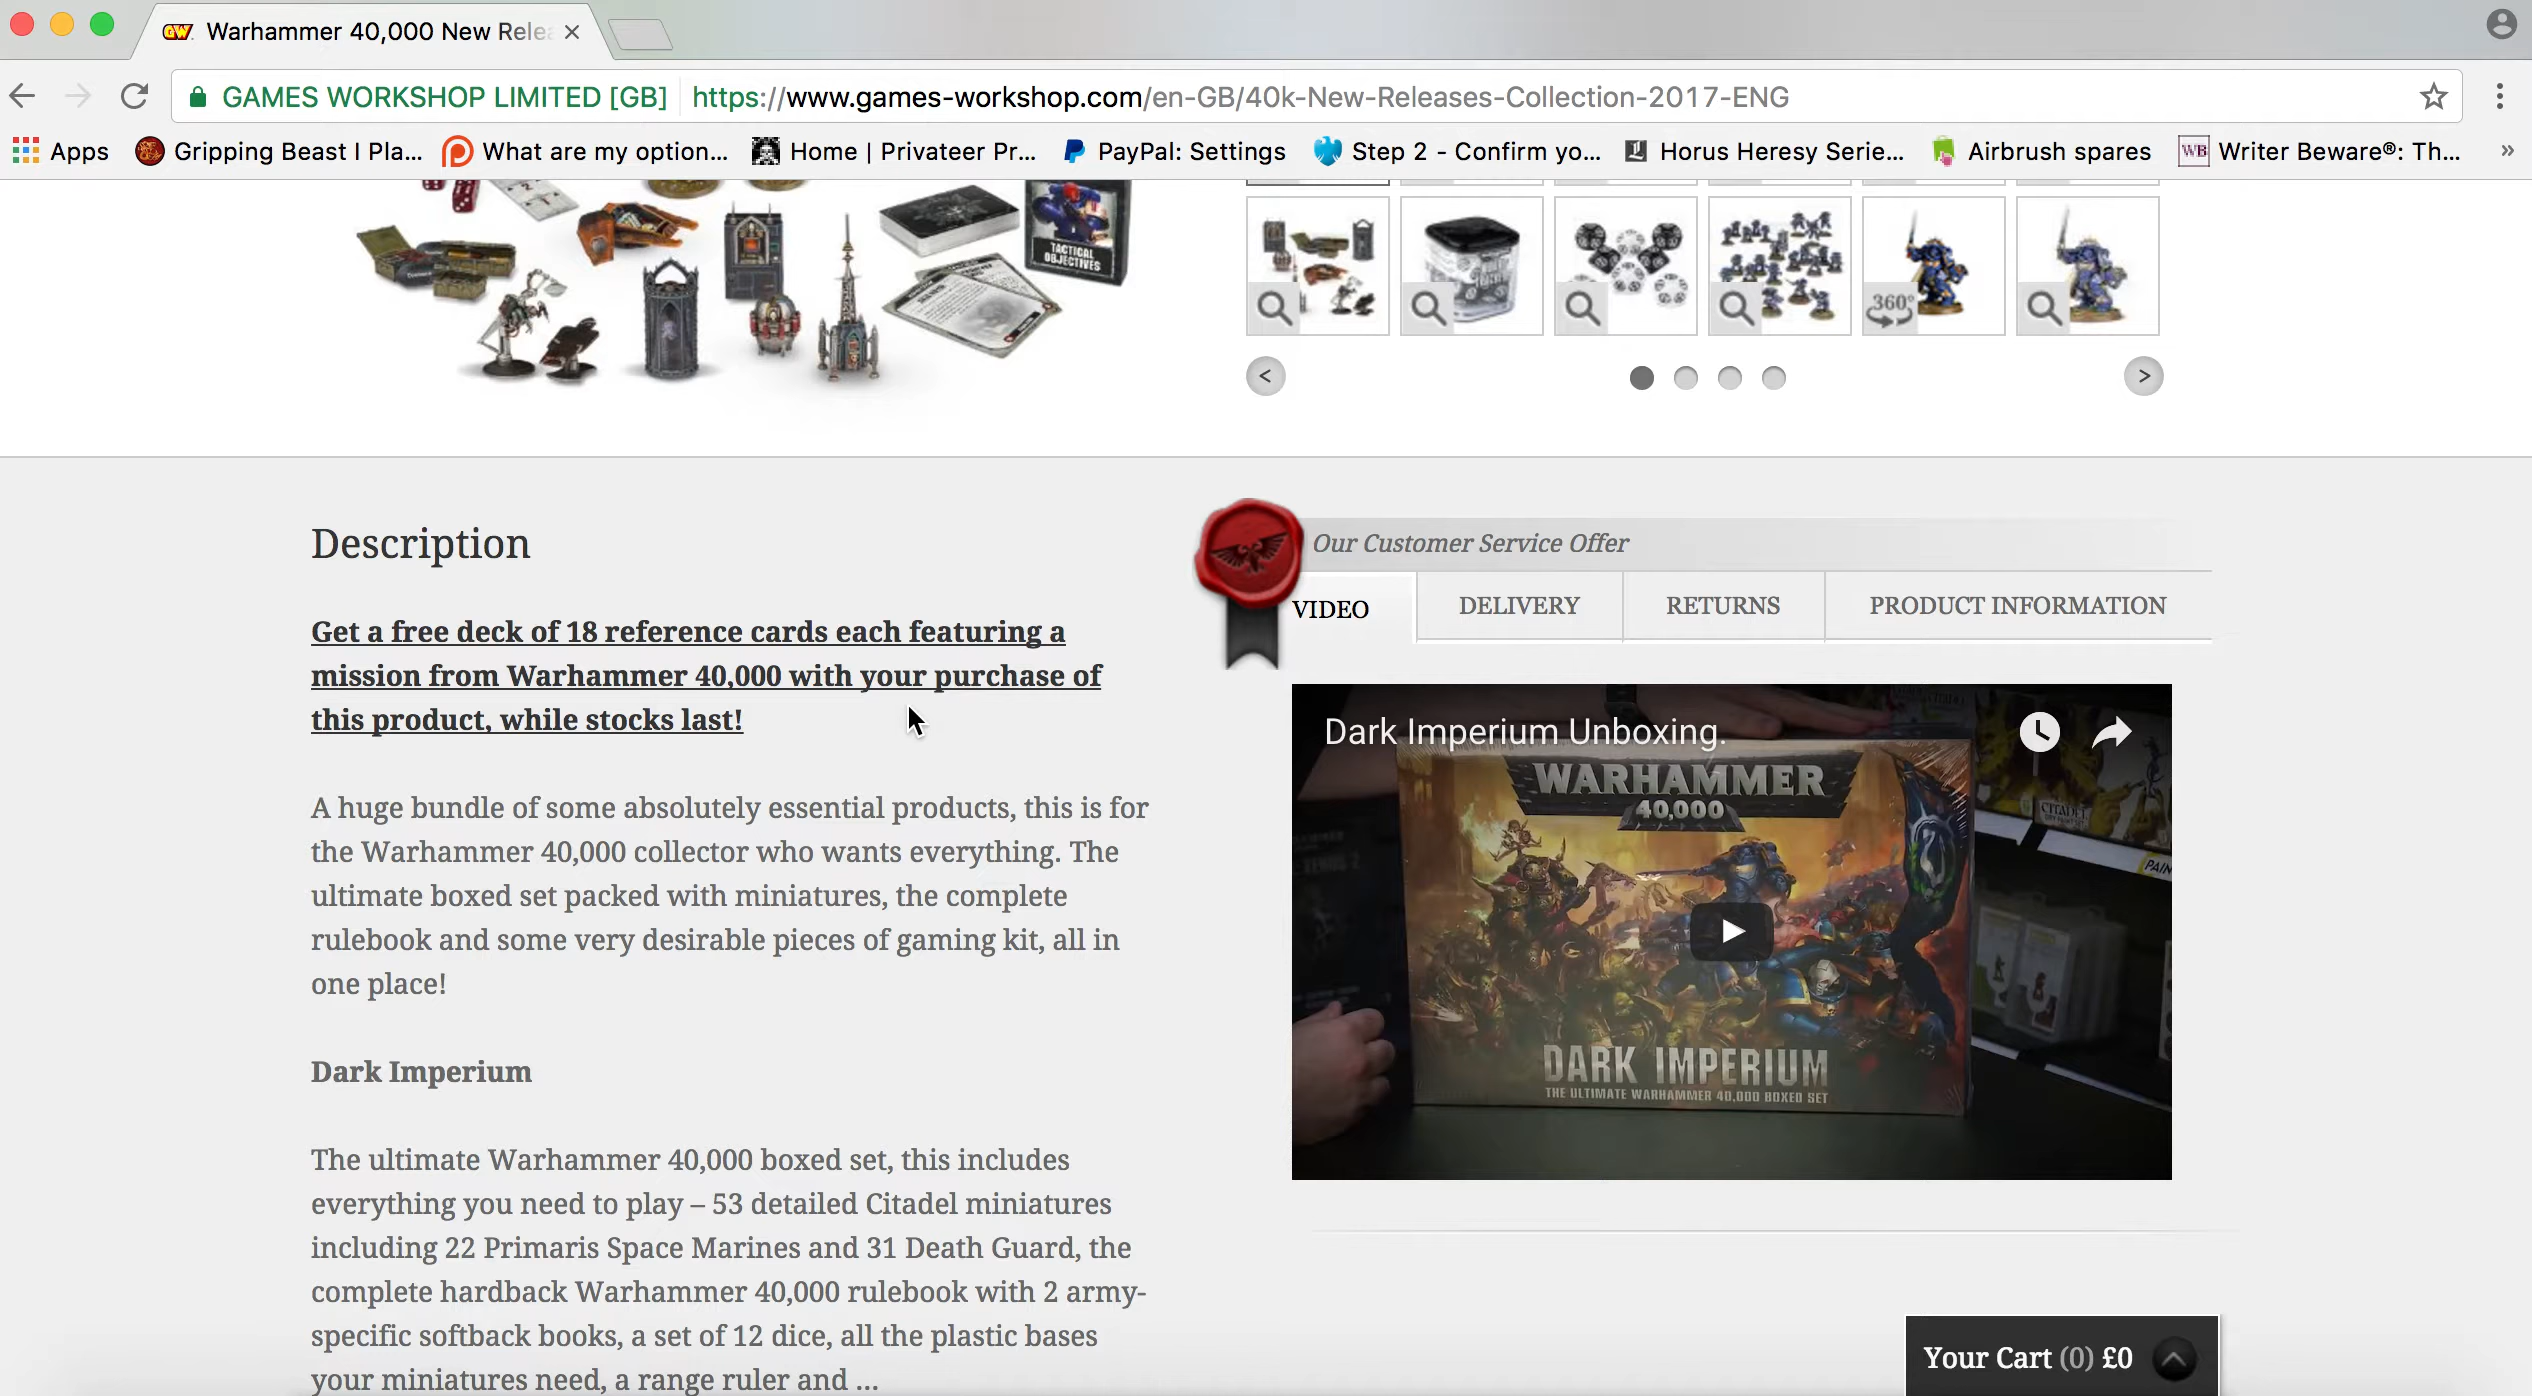 GW. Warhammer 40,000 New Relea
GAMES WORKSHOP LIMITED [GB] https://www.games-workshop.com/en-GB/40k-New-Releases-Collection-2017-ENG
Apps Gripping Beast I Pla... What are my option... Home | Privateer Pr... PayPal: Settings Step 2 - Confirm yo... Horus Heresy Serie... WB Airbrush spares Writer Beware®: Th... »
TACTICAL
OBJECTIVES
360°
< >
Description
Get a free deck of 18 reference cards each featuring a
mission from Warhammer 40,000 with your purchase of
this product, while stocks last!
A huge bundle of some absolutely essential products, this is for
the Warhammer 40,000 collector who wants everything. The
ultimate boxed set packed with miniatures, the complete
rulebook and some very desirable pieces of gaming kit, all in
one place!
Dark Imperium
The ultimate Warhammer 40,000 boxed set, this includes
everything you need to play – 53 detailed Citadel miniatures
including 22 Primaris Space Marines and 31 Death Guard, the
complete hardback Warhammer 40,000 rulebook with 2 army-
specific softback books, a set of 12 dice, all the plastic bases
your miniatures need, a range ruler and ...
Our Customer Service Offer
VIDEO DELIVERY RETURNS PRODUCT INFORMATION
Dark Imperium Unboxing.
WARHAMMER
40,000
CITADEL
PAIN
DARK IMPERIUM
THE ULTIMATE WARHAMMER 40,000 BOXED SET
Your Cart (0) £0